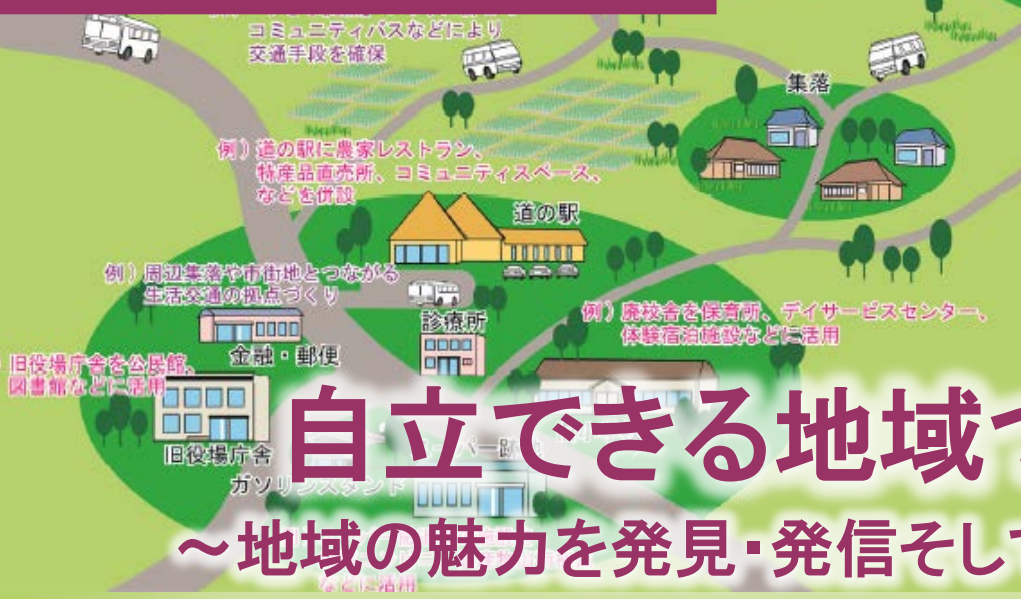 コミュニティバスなどにより
交通手段を確保
集落
例）道の駅に農家レストラン、
特産品直売所、コミュニティスペース、
などを併設
道の駅
例）周辺集落や市街地とつながる
生活交通の拠点づくり
診療所
例）廃校舎を保育所、デイサービスセンター、
体験宿泊施設などに活用
金融・郵便
旧役場庁舎を公民館、
図書館などに活用
旧役場庁舎
ガソリンスタンド
自立できる地域
～地域の魅力を発見・発信そして
などに活用